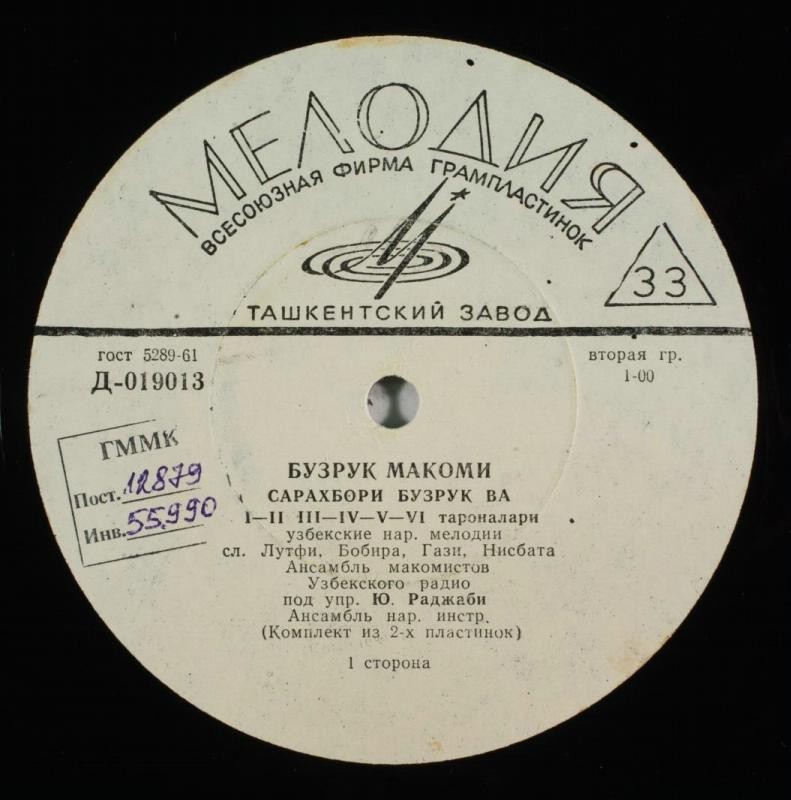 МЕЛОДИЯ
ВСЕСОЮЗНАЯ ФИРМА ГРАМПЛАСТИНОК
33
ТАШКЕНТСКИЙ ЗАВОД
гост 5289-61
Д-019013
вторая гр.
1-00
ГММК
Пост. 12879
Инв. 55990
БУЗРУК МАКОМИ
САРАХБОРИ БУЗРУК ВА
I—II III—IV—V—VI тароналари
узбекские нар. мелодии
сл. Лутфи, Бобира, Гази, Нисбата
Ансамбль макомистов
Узбекского радио
под упр. Ю. Раджаби
Ансамбль нар. инстр.
(Комплект из 2-х пластинок)
1 сторона